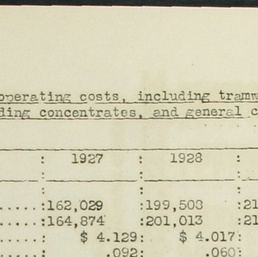 operating costs, including tramw
ding concentrates, and general c
: 1927 : 1928 :
: : :
: : :
.....:162,029 :199,503 :21
.....:164,874 :201,013 :21
: $ 4.129: $ 4.017:
: .092: .060: